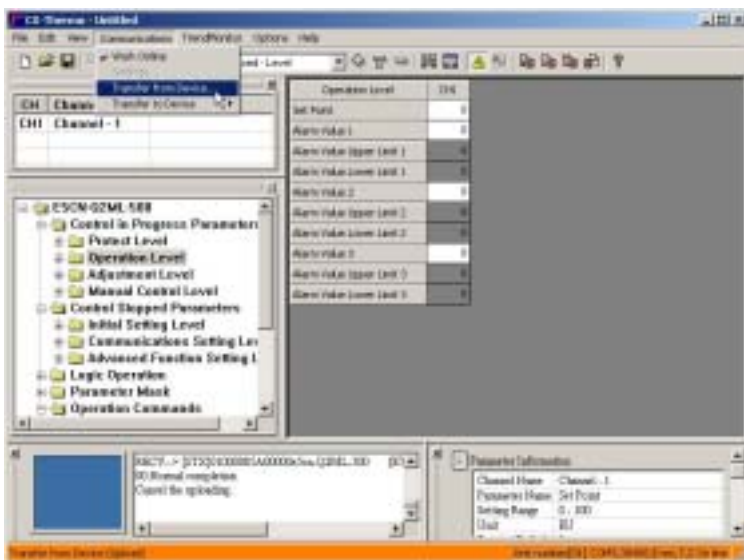 CX-Thermo - Untitled
File Edit View Communications TrendMonitor Options Help
Work Online
Transfer from Device...
Transfer to Device
CH
CH1 Channel - 1
Operation Level CH1
Set Point 0
Alarm Value 1 0
Alarm Value Upper Limit 1 0
Alarm Value Lower Limit 1 0
Alarm Value 2 0
Alarm Value Upper Limit 2 0
Alarm Value Lower Limit 2 0
Alarm Value 3 0
Alarm Value Upper Limit 3 0
Alarm Value Lower Limit 3 0
Control in Progress Parameters
Protect Level
Operation Level
Adjustment Level
Manual Control Level
Control Stopped Parameters
Initial Setting Level
Communications Setting Lev
Advanced Function Setting L
Logic Operation
Parameter Mask
Operation Commands
00:Normal completion
Cancel the uploading.
Parameter Information
Channel Name Channel - 1
Parameter Name Set Point
Setting Range
Unit EU
Transfer from Device (Upload)